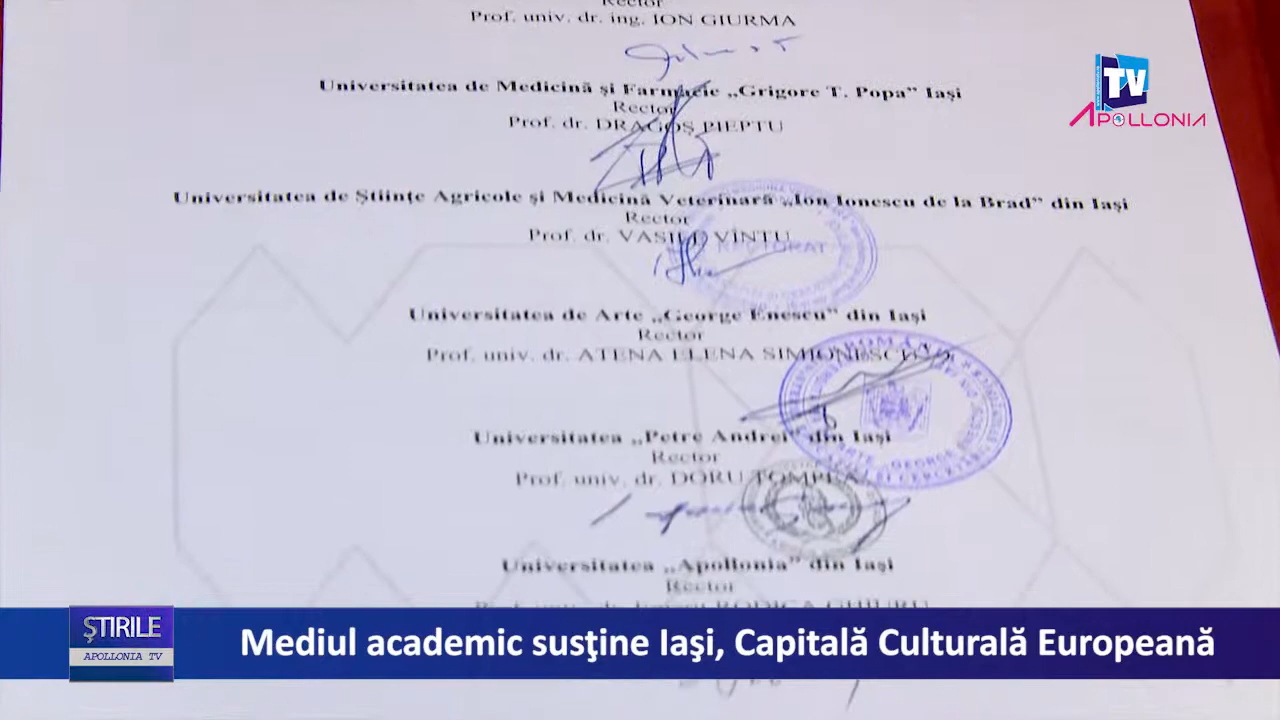 Rector
Prof. univ. dr. ing. ION GIURMA
Universitatea de Medicină şi Farmacie „Grigore T. Popa” Iaşi
Rector
Prof. dr. DRAGOŞ PIEPTU
Universitatea de Ştiinţe Agricole şi Medicină Veterinară „Ion Ionescu de la Brad” din Iaşi
Rector
Prof. dr. VASILE VÎNTU
RECTORAT
Universitatea de Arte „George Enescu” din Iaşi
Rector
Prof. univ. dr. ATENA ELENA SIMIONESCU
ROMÂNIA
Universitatea „Petre Andrei” din Iaşi
Rector
Prof. univ. dr. DORU TOMPEA
Universitatea „Apollonia” din Iaşi
Rector
TV
APOLLONIA
ŞTIRILE
APOLLONIA TV
Mediul academic susţine Iaşi, Capitală Culturală Europeană